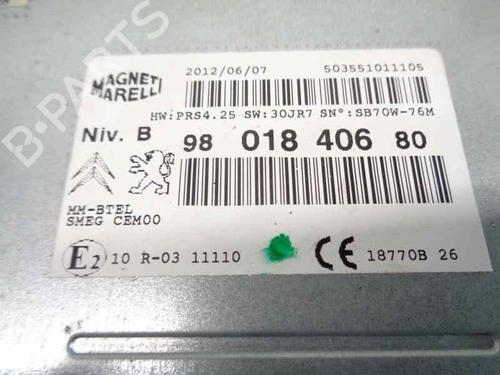 MAGNETI
MARELLI
2012/06/07 503551011105
HW:PRS4.25 SW:30JR7 SN°:SB70W-76M
Niv. B 98 018 406 80
MM-BTEL
SMEG CEM00
E2 10 R-03 11110 CE 18770B 26
B-PARTS